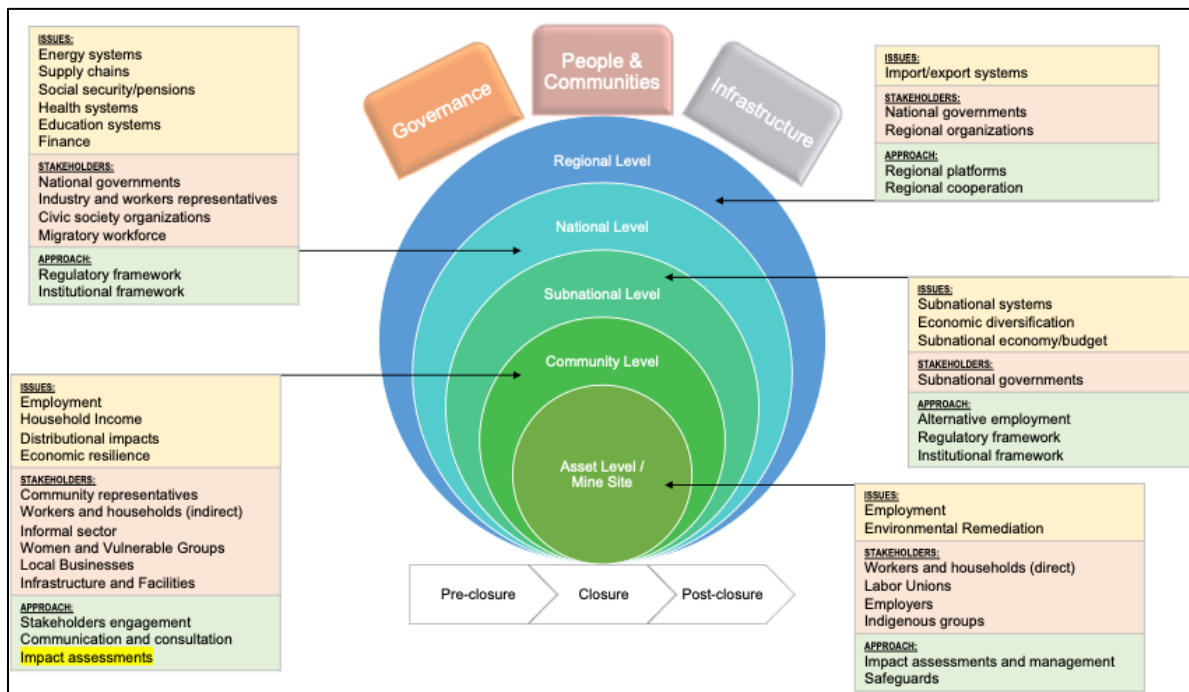 ISSUES:
Energy systems
Supply chains
Social security/pensions
Health systems
Education systems
Finance
STAKEHOLDERS:
National governments
Industry and workers representatives
Civic society organizations
Migratory workforce
APPROACH:
Regulatory framework
Institutional framework
Governance
People &
Communities
Infrastructure
ISSUES:
Import/export systems
STAKEHOLDERS:
National governments
Regional organizations
APPROACH:
Regional platforms
Regional cooperation
Regional Level
National Level
Subnational Level
Community Level
Asset Level /
Mine Site
ISSUES:
Subnational systems
Economic diversification
Subnational economy/budget
STAKEHOLDERS:
Subnational governments
APPROACH:
Alternative employment
Regulatory framework
Institutional framework
ISSUES:
Employment
Household Income
Distributional impacts
Economic resilience
STAKEHOLDERS:
Community representatives
Workers and households (indirect)
Informal sector
Women and Vulnerable Groups
Local Businesses
Infrastructure and Facilities
APPROACH:
Stakeholders engagement
Communication and consultation
Impact assessments
ISSUES:
Employment
Environmental Remediation
STAKEHOLDERS:
Workers and households (direct)
Labor Unions
Employers
Indigenous groups
APPROACH:
Impact assessments and management
Safeguards
Pre-closure
Closure
Post-closure